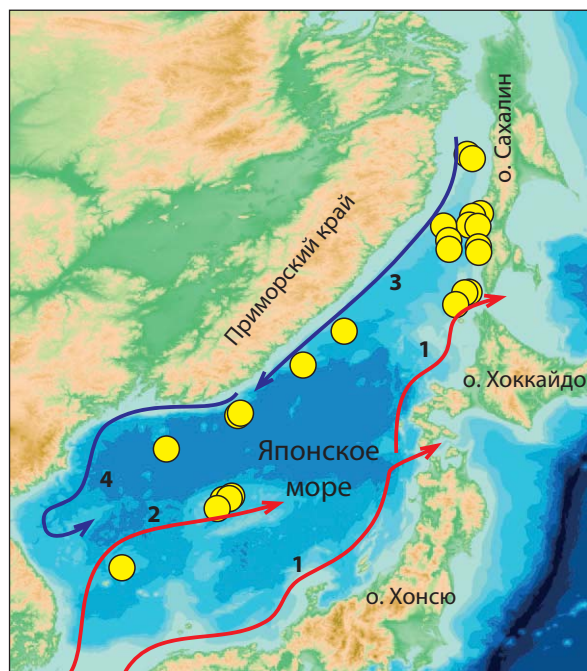 о. Сахалин
Приморский край
3
1
о. Хоккайдо
Японское
море
4
2
1
о. Хонсю